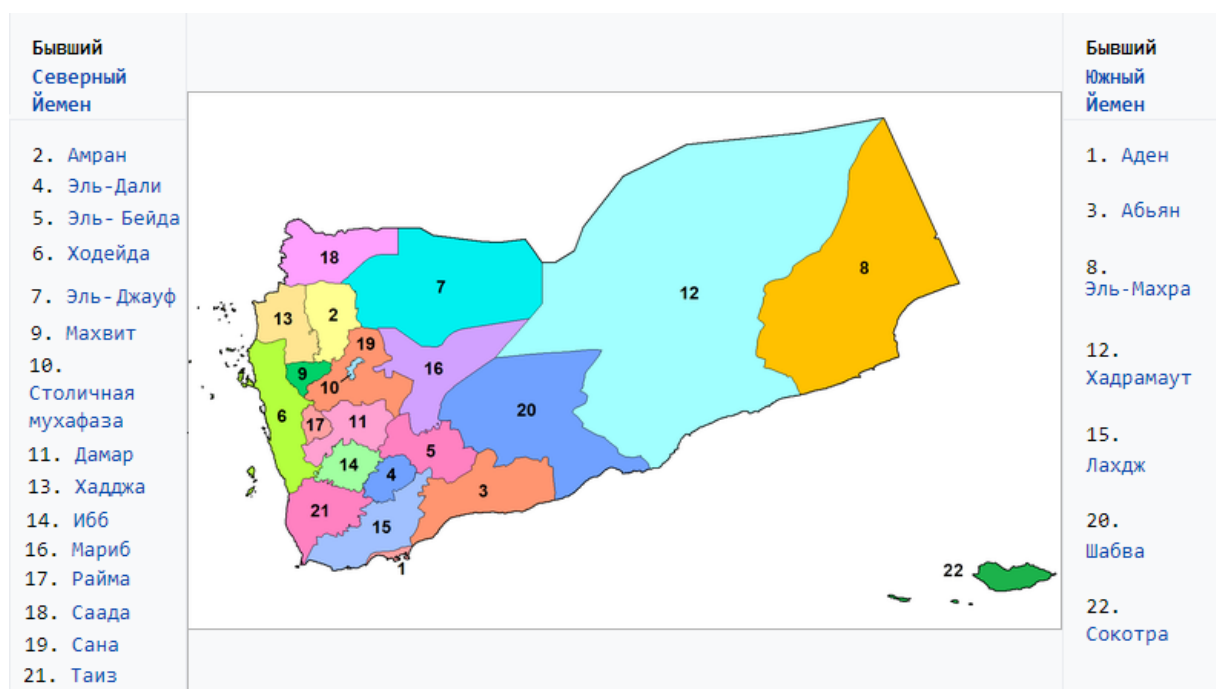 Бывший
Северный
Йемен
2. Амран
4. Эль-Дали
5. Эль- Бейда
6. Ходейда
7. Эль-Джауф
9. Махвит
10.
Столичная
мухафаза
11. Дамар
13. Хадджа
14. Ибб
16. Мариб
17. Райма
18. Саада
19. Сана
21. Таиз
18
7
12
8
13
2
19
16
9
10
6
17
11
20
5
14
4
3
21
15
1
22
Бывший
Южный
Йемен
1. Аден
3. Абьян
8.
Эль-Махра
12.
Хадрамаут
15.
Лахдж
20.
Шабва
22.
Сокотра